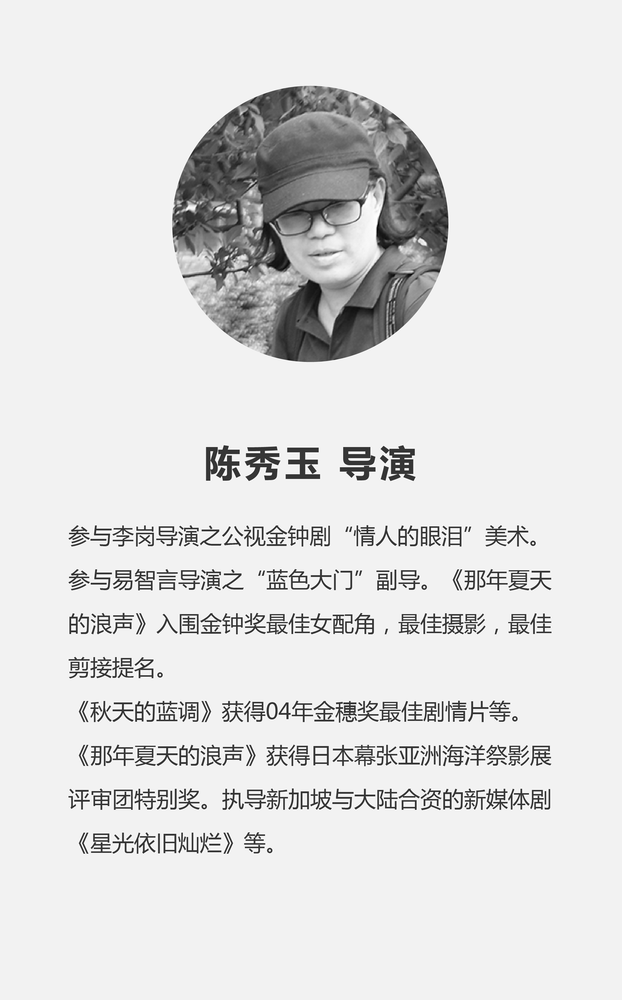 陈秀玉 导演
参与李岗导演之公视金钟剧“情人的眼泪”美术。
参与易智言导演之“蓝色大门”副导。《那年夏天
的浪声》入围金钟奖最佳女配角，最佳摄影，最佳
剪接提名。
《秋天的蓝调》获得04年金穗奖最佳剧情片等。
《那年夏天的浪声》获得日本幕张亚洲海洋祭影展
评审团特别奖。执导新加坡与大陆合资的新媒体剧
《星光依旧灿烂》等。